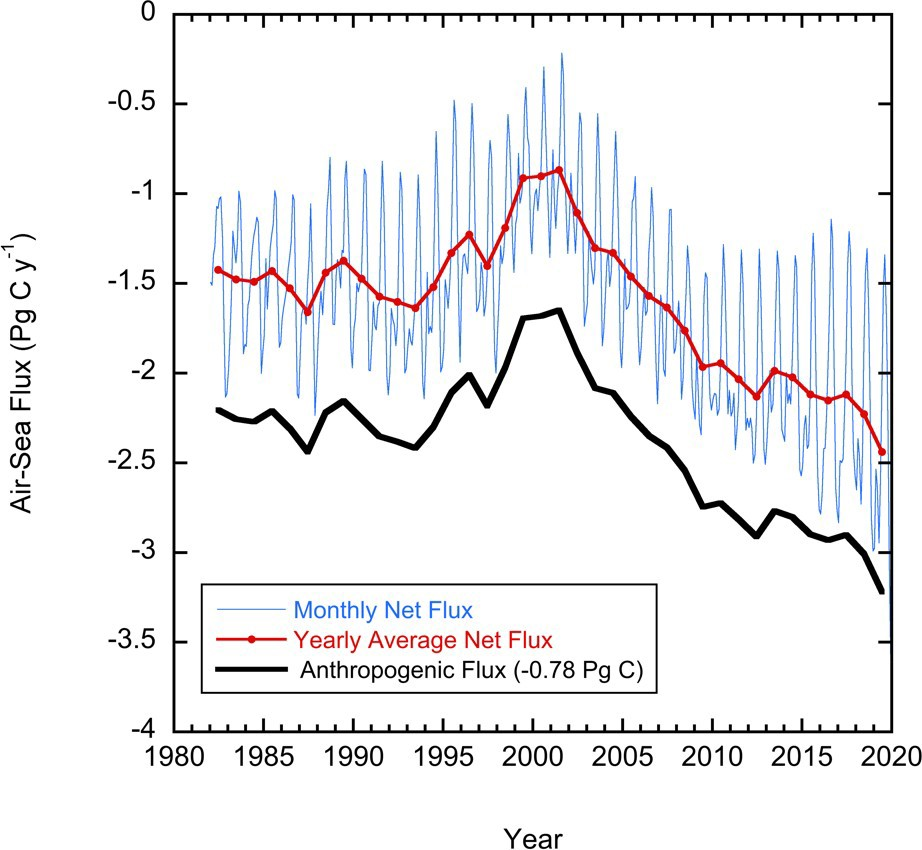 0
-0.5
-1
-1.5
-2
-2.5
-3
-3.5
-4
Air-Sea Flux (Pg C y⁻¹)
Monthly Net Flux
Yearly Average Net Flux
Anthropogenic Flux (-0.78 Pg C)
1980 1985 1990 1995 2000 2005 2010 2015 2020
Year